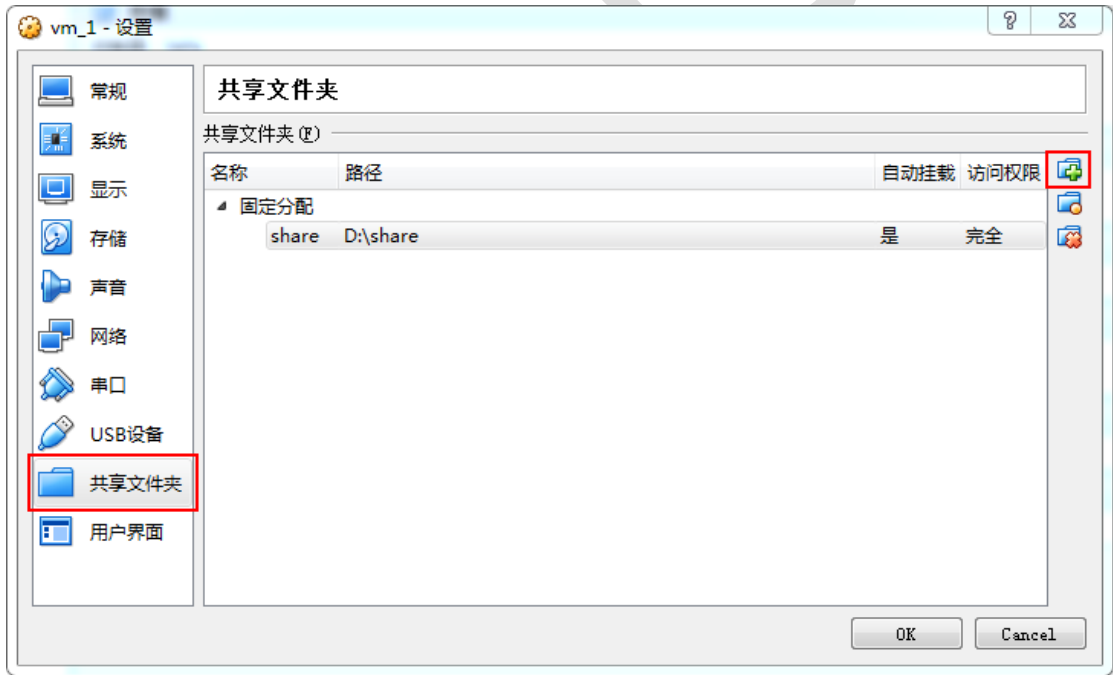 vm_1 - 设置
常规
系统
显示
存储
声音
网络
串口
USB设备
共享文件夹
用户界面
共享文件夹
共享文件夹(F)
名称 路径 自动挂载 访问权限
固定分配
share D:\share 是 完全
OK Cancel